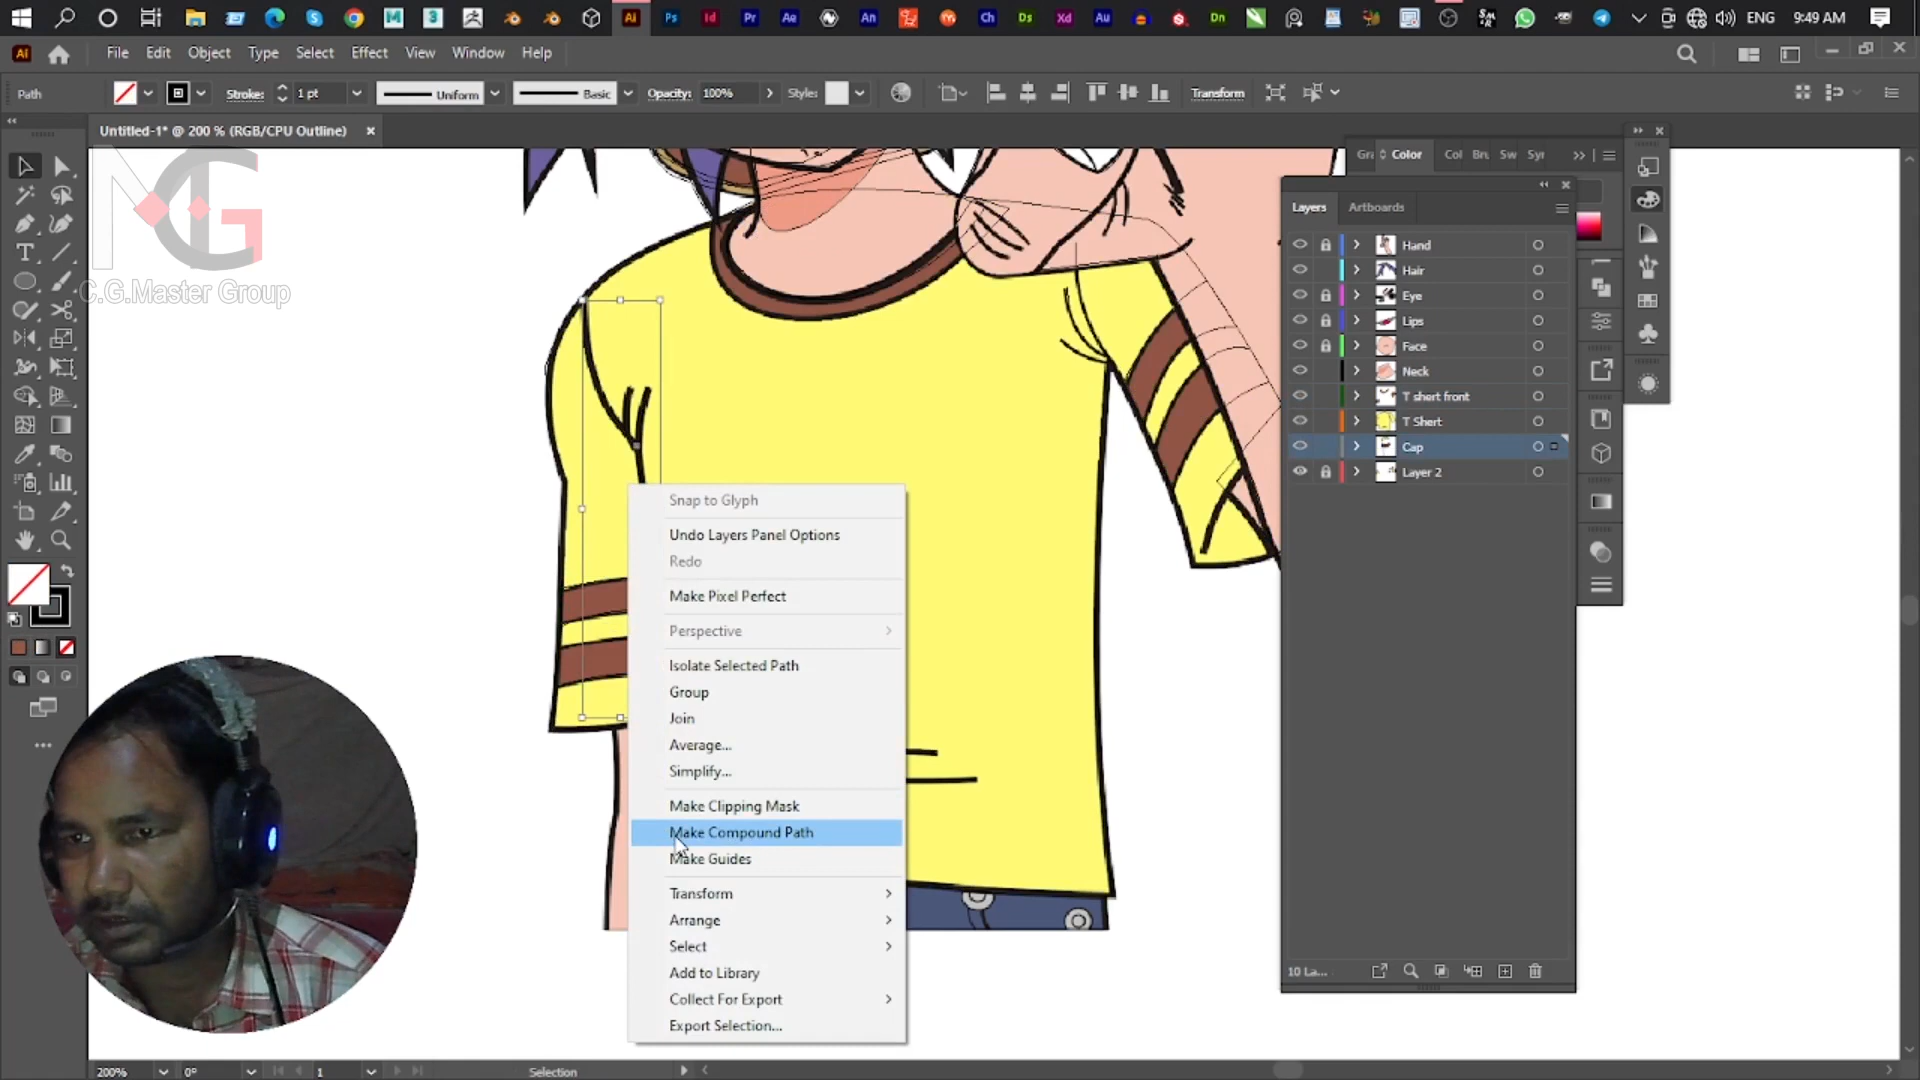 ENG 9:49 AM
File Edit Object Type Select Effect View Window Help
Path Stroke: 1 pt Uniform Basic Opacity: 100% Style: Transform
Untitled-1* @ 200 % (RGB/CPU Outline)
MCG
C.G.Master Group
Color
Layers Artboards
Hand
Hair
Eye
Lips
Face
Neck
T shert front
T Shert
Cap
Layer 2
10 La...
Snap to Glyph
Undo Layers Panel Options
Redo
Make Pixel Perfect
Perspective
Isolate Selected Path
Group
Join
Average...
Simplify...
Make Clipping Mask
Make Compound Path
Make Guides
Transform
Arrange
Select
Add to Library
Collect For Export
Export Selection...
200% 0° 1 Selection